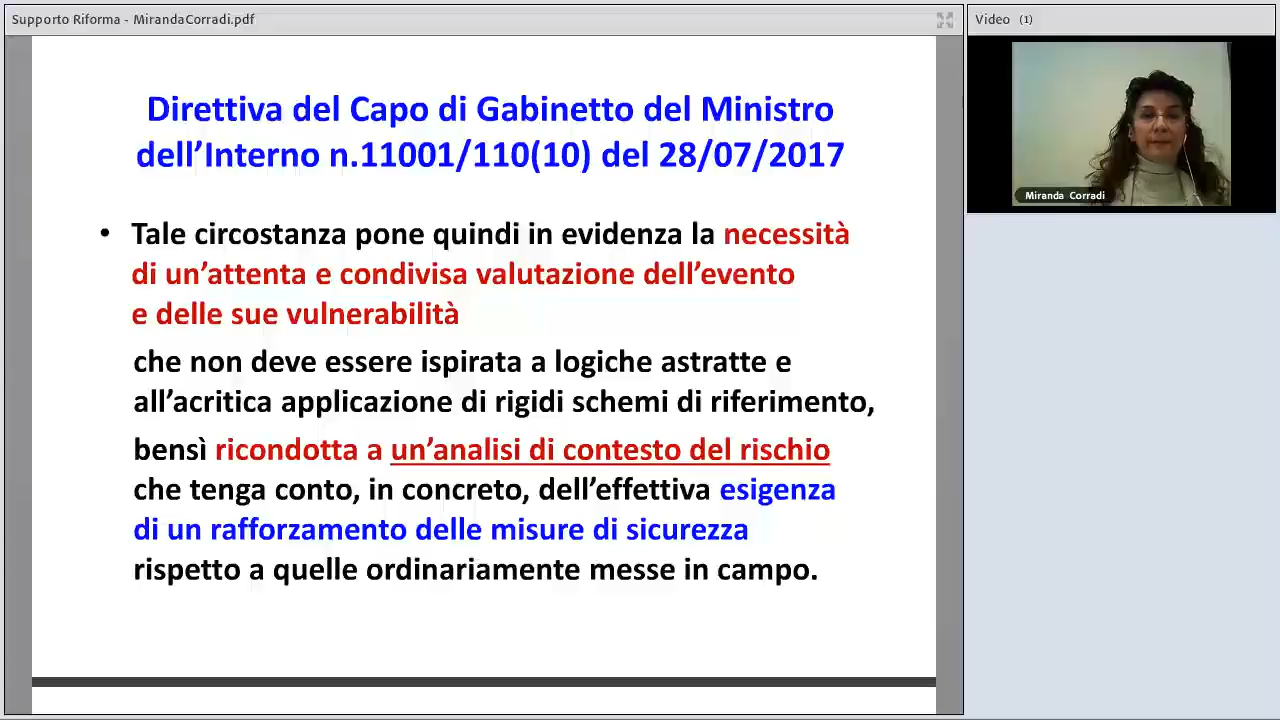 Supporto Riforma - MirandaCorradi.pdf
Video (1)
Miranda Corradi
Direttiva del Capo di Gabinetto del Ministro
dell’Interno n.11001/110(10) del 28/07/2017
• Tale circostanza pone quindi in evidenza la necessità
di un’attenta e condivisa valutazione dell’evento
e delle sue vulnerabilità
che non deve essere ispirata a logiche astratte e
all’acritica applicazione di rigidi schemi di riferimento,
bensì ricondotta a un’analisi di contesto del rischio
che tenga conto, in concreto, dell’effettiva esigenza
di un rafforzamento delle misure di sicurezza
rispetto a quelle ordinariamente messe in campo.